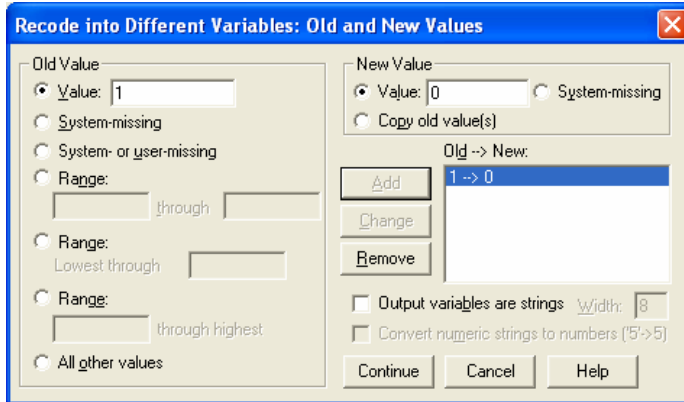 Recode into Different Variables: Old and New Values
Old Value
Value: 1
System-missing
System- or user-missing
Range:
through
Range:
Lowest through
Range:
through highest
All other values
New Value
Value: 0 System-missing
Copy old value(s)
Old --> New:
1 --> 0
Add
Change
Remove
Output variables are strings Width: 8
Convert numeric strings to numbers ('5'->5)
Continue Cancel Help